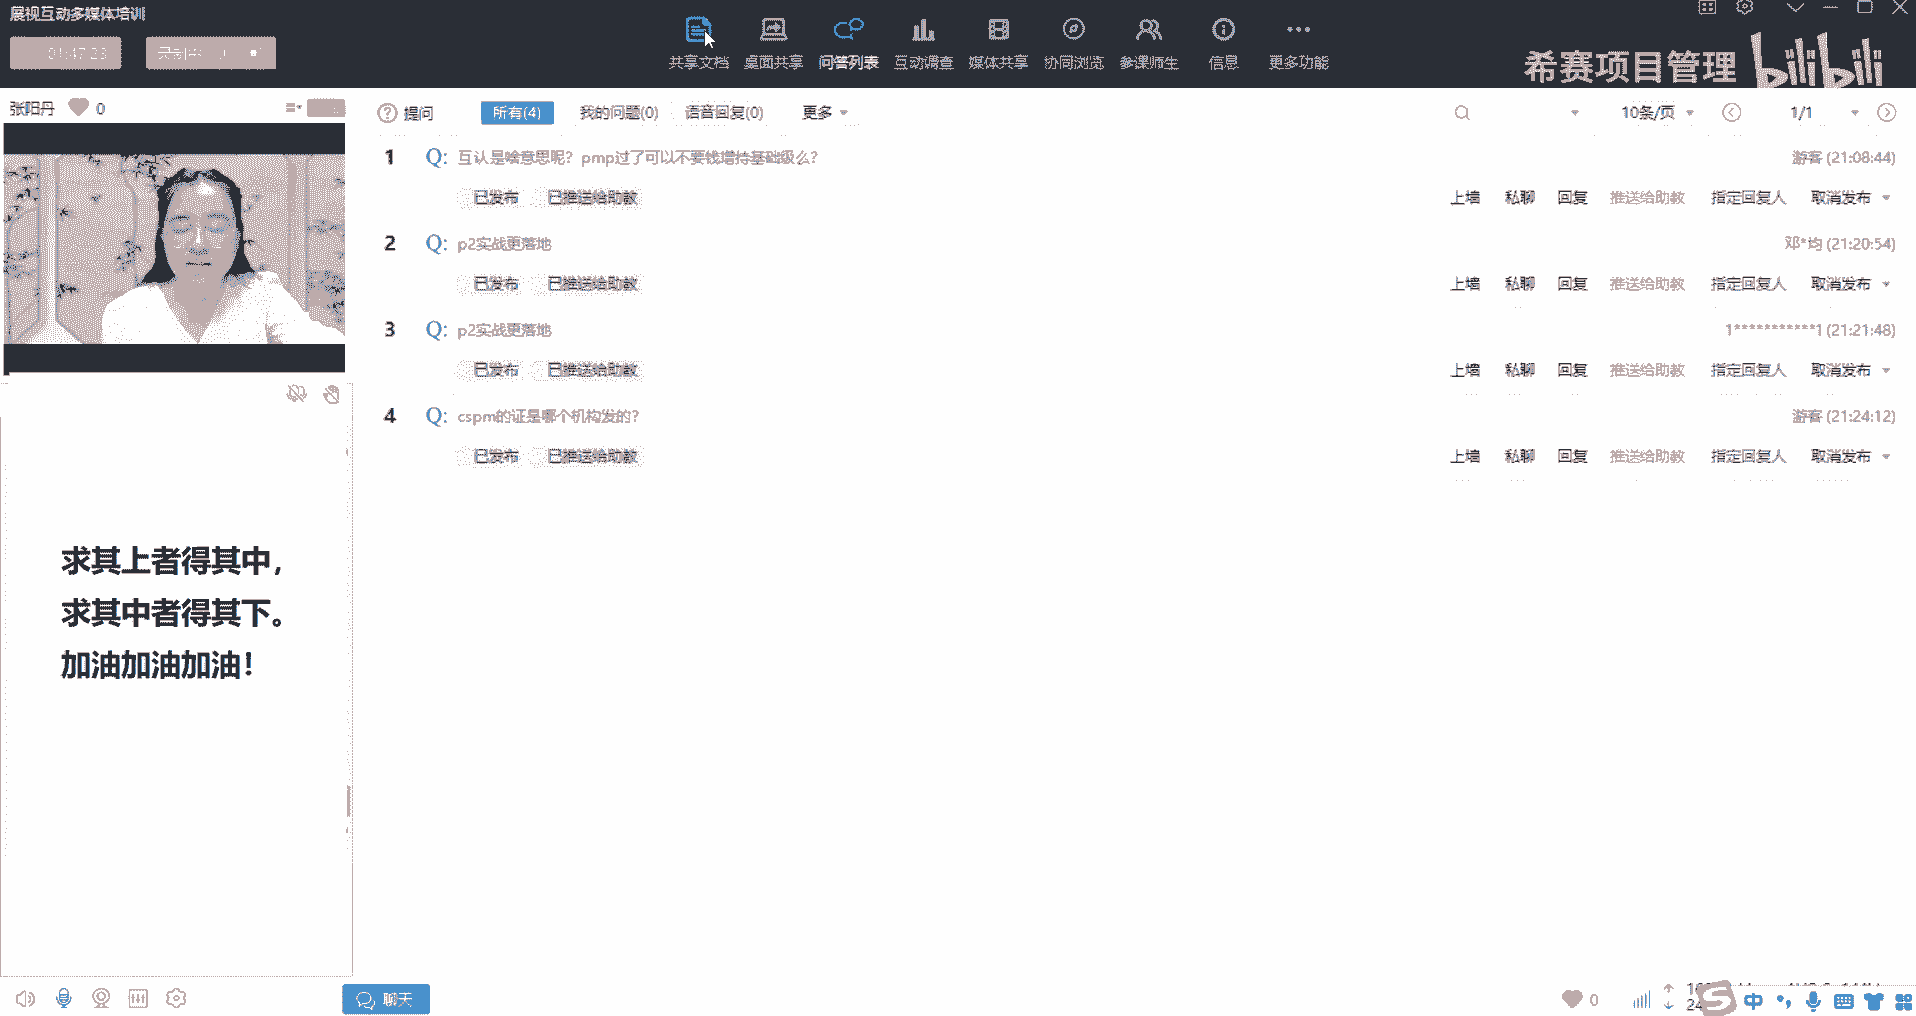 展视互动多媒体培训
01:47:23
共享文档 桌面共享 问答列表 互动调查 媒体共享 协同浏览 参课师生 信息 更多功能
希赛项目管理 bilibili
张阳丹 0
提问 所有(4) 我的问题(0) 语音回复(0) 更多 10条/页 1/1
1 Q: 互认是啥意思呢？pmp过了可以不要钱增持基础级么？ 游客 (21:08:44)
已发布 已推送给助教 上墙 私聊 回复 推送给助教 指定回复人 取消发布
2 Q: p2实战更落地 邓*均 (21:20:54)
已发布 已推送给助教 上墙 私聊 回复 推送给助教 指定回复人 取消发布
3 Q: p2实战更落地 1***********1 (21:21:48)
已发布 已推送给助教 上墙 私聊 回复 推送给助教 指定回复人 取消发布
4 Q: cspm的证是哪个机构发的？ 游客 (21:24:12)
已发布 已推送给助教 上墙 私聊 回复 推送给助教 指定回复人 取消发布
求其上者得其中，
求其中者得其下。
加油加油加油！
聊天 0 中